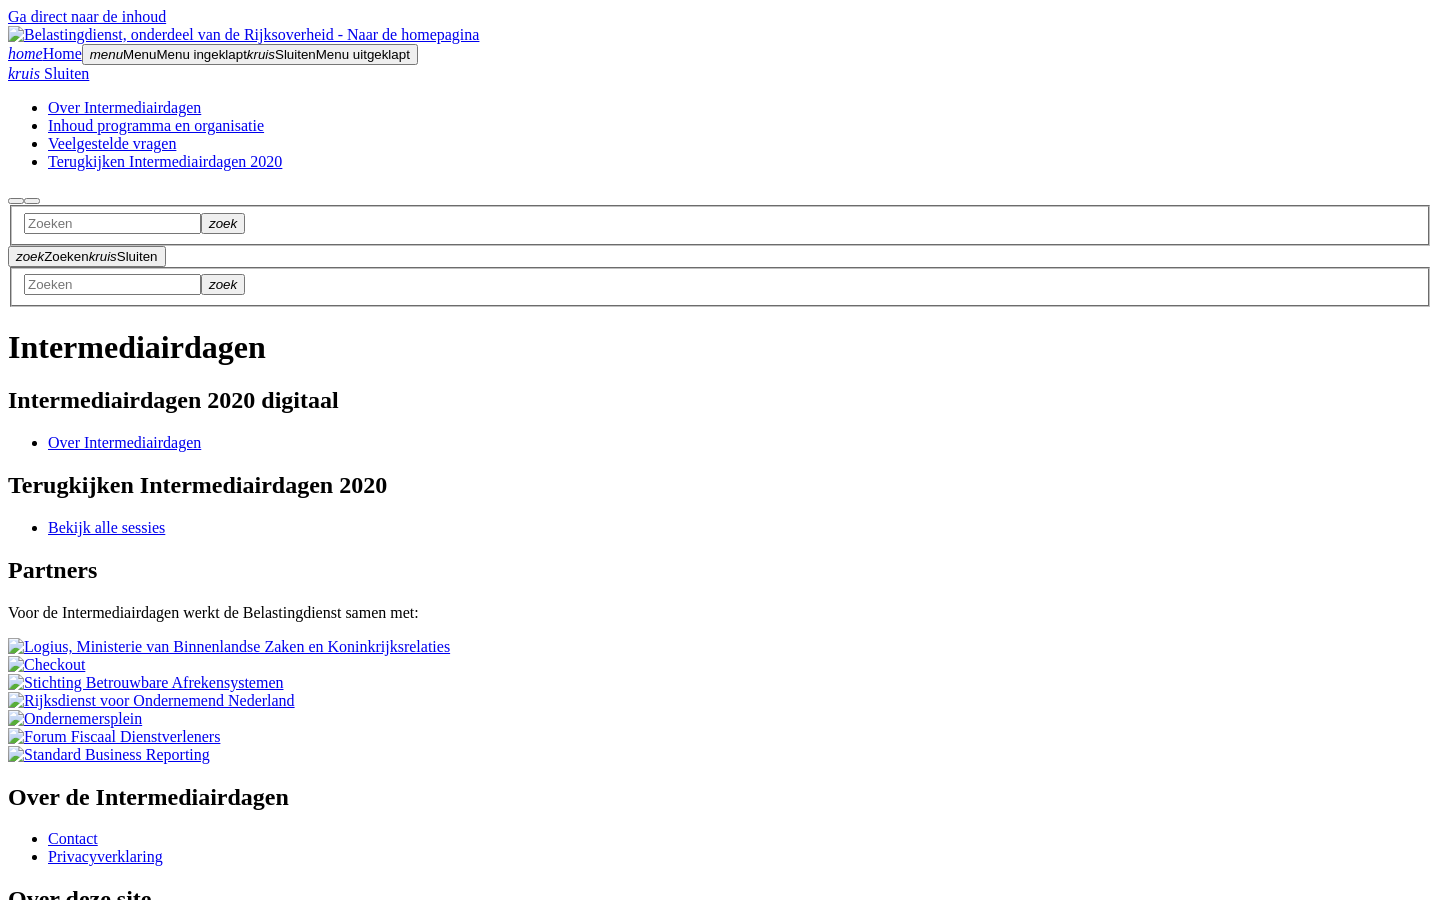 Ga direct naar de inhoud
Belastingdienst, onderdeel van de Rijksoverheid - Naar de homepagina
homeHomemenuMenuMenu ingeklaptkruisSluitenMenu uitgeklapt
kruis Sluiten
Over Intermediairdagen
Inhoud programma en organisatie
Veelgestelde vragen
Terugkijken Intermediairdagen 2020
Zoeken zoek
zoekZoekenkruisSluiten
Zoeken zoek
Intermediairdagen
Intermediairdagen 2020 digitaal
Over Intermediairdagen
Terugkijken Intermediairdagen 2020
Bekijk alle sessies
Partners
Voor de Intermediairdagen werkt de Belastingdienst samen met:
Logius, Ministerie van Binnenlandse Zaken en Koninkrijksrelaties
Checkout
Stichting Betrouwbare Afrekensystemen
Rijksdienst voor Ondernemend Nederland
Ondernemersplein
Forum Fiscaal Dienstverleners
Standard Business Reporting
Over de Intermediairdagen
Contact
Privacyverklaring
Over deze site